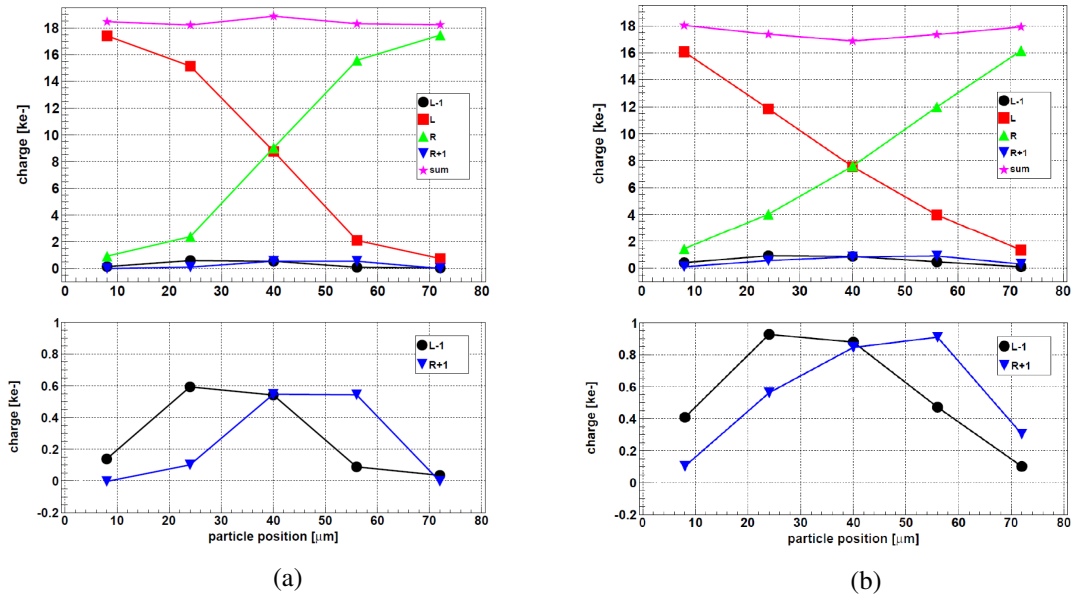 18
16
14
12
10
8
6
4
2
0
charge [ke-]
L-1
L
R
R+1
sum
0 10 20 30 40 50 60 70 80
1
0.8
0.6
0.4
0.2
0
-0.2
charge [ke-]
L-1
R+1
0 10 20 30 40 50 60 70 80
particle position [μm]
(a)
18
16
14
12
10
8
6
4
2
0
charge [ke-]
L-1
L
R
R+1
sum
0 10 20 30 40 50 60 70 80
1
0.8
0.6
0.4
0.2
0
-0.2
charge [ke-]
L-1
R+1
0 10 20 30 40 50 60 70 80
particle position [μm]
(b)